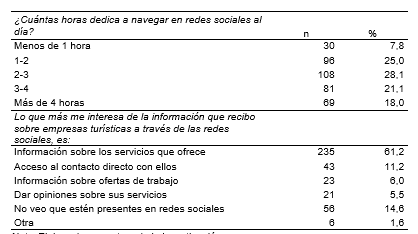 ¿Cuántas horas dedica a navegar en redes sociales al
día? n %
Menos de 1 hora 30 7,8
1-2 96 25,0
2-3 108 28,1
3-4 81 21,1
Más de 4 horas 69 18,0
Lo que más me interesa de la información que recibo
sobre empresas turísticas a través de las redes
sociales, es:
Información sobre los servicios que ofrece 235 61,2
Acceso al contacto directo con ellos 43 11,2
Información sobre ofertas de trabajo 23 6,0
Dar opiniones sobre sus servicios 21 5,5
No veo que estén presentes en redes sociales 56 14,6
Otra 6 1,6